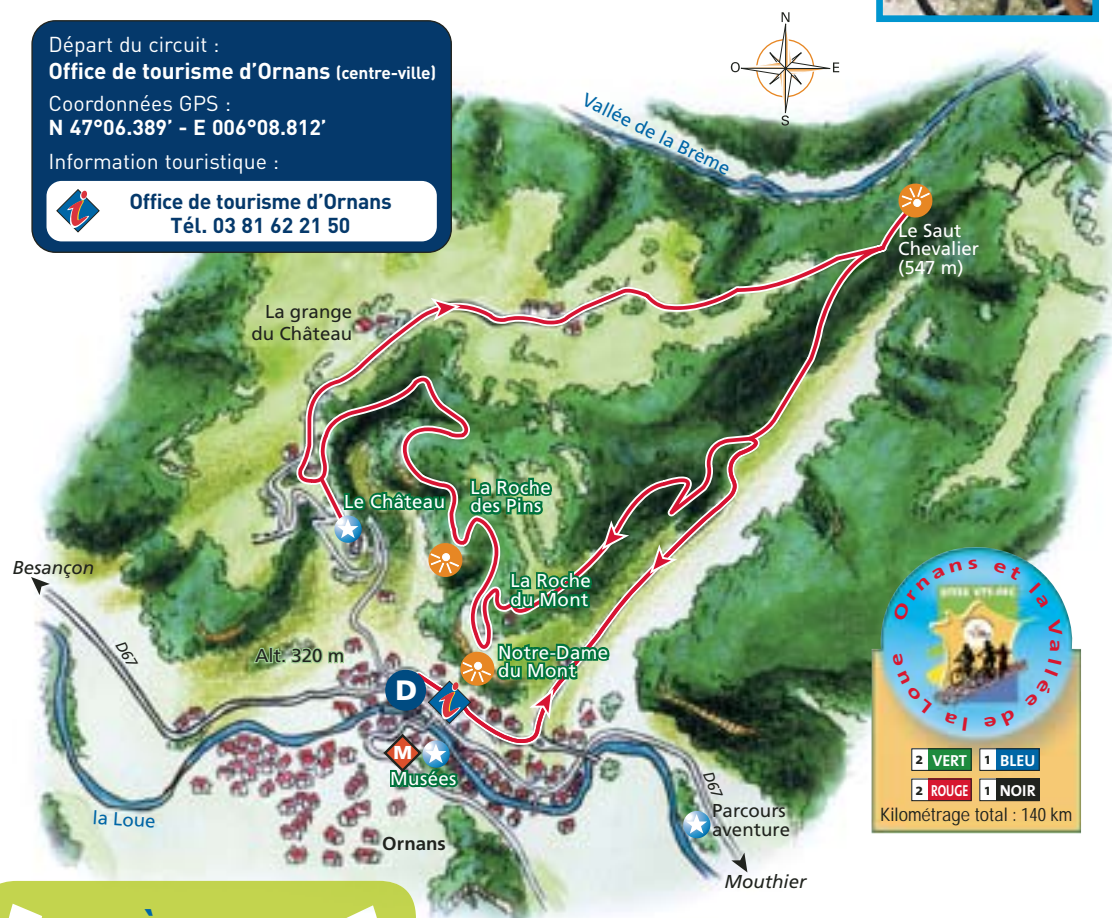 Départ du circuit :
Office de tourisme d’Ornans (centre-ville)
Coordonnées GPS :
N 47°06.389’ - E 006°08.812’
Information touristique :
i
Office de tourisme d’Ornans
Tél. 03 81 62 21 50
N
O
E
S
Vallée de la Brème
Le Saut
Chevalier
(547 m)
La grange
du Château
Le Château
La Roche
des Pins
La Roche
du Mont
Besançon
D67
Alt. 320 m
Notre-Dame
du Mont
D
i
M
Musées
la Loue
Ornans
D67
Parcours
aventure
Mouthier
Ornans et la Vallée de la Loue
2 VERT 1 BLEU
2 ROUGE 1 NOIR
Kilométrage total : 140 km